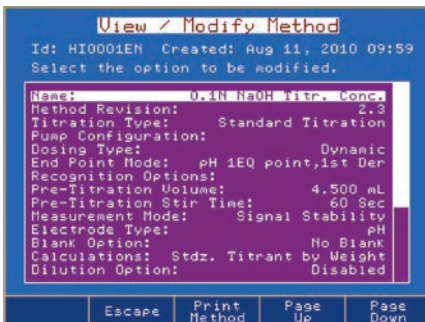 View / Modify Method
Id: HI0001EN Created: Aug 11, 2010 09:59
Select the option to be modified.
Name: 0.1N NaOH Titr. Conc.
Method Revision: 2.3
Titration Type: Standard Titration
Pump Configuration:
Dosing Type: Dynamic
End Point Mode: pH 1EQ point,1st Der
Recognition Options:
Pre-Titration Volume: 4.500 mL
Pre-Titration Stir Time: 60 Sec
Measurement Mode: Signal Stability
Electrode Type: pH
Blank Option: No Blank
Calculations: Stdz. Titrant by Weight
Dilution Option: Disabled
Escape Print Method Page Up Page Down